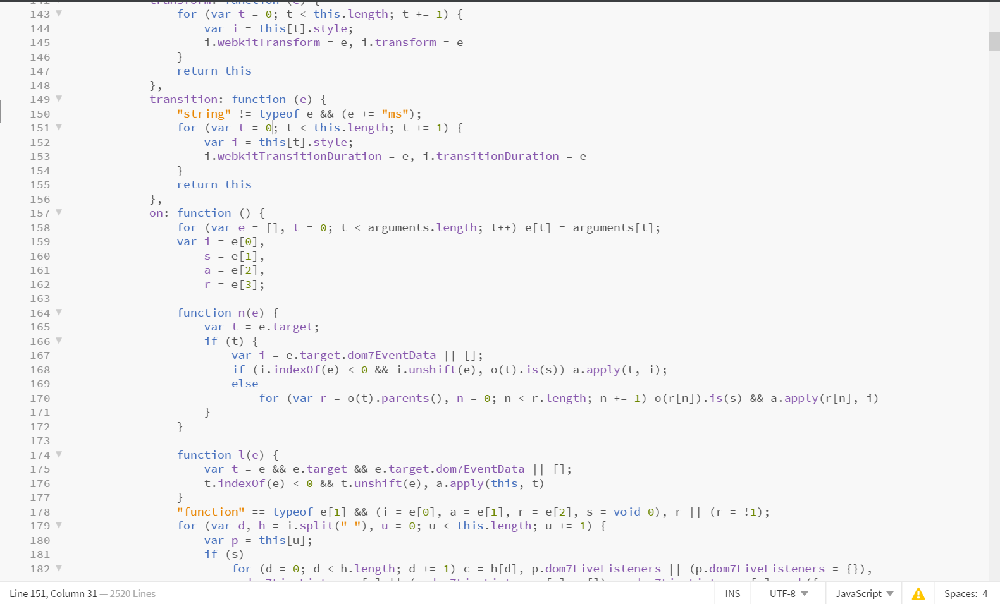 142 transform: function (e) {
143 for (var t = 0; t < this.length; t += 1) {
144 var i = this[t].style;
145 i.webkitTransform = e, i.transform = e
146 }
147 return this
148 },
149 transition: function (e) {
150 "string" != typeof e && (e += "ms");
151 for (var t = 0; t < this.length; t += 1) {
152 var i = this[t].style;
153 i.webkitTransitionDuration = e, i.transitionDuration = e
154 }
155 return this
156 },
157 on: function () {
158 for (var e = [], t = 0; t < arguments.length; t++) e[t] = arguments[t];
159 var i = e[0],
160 s = e[1],
161 a = e[2],
162 r = e[3];
163
164 function n(e) {
165 var t = e.target;
166 if (t) {
167 var i = e.target.dom7EventData || [];
168 if (i.indexOf(e) < 0 && i.unshift(e), o(t).is(s)) a.apply(t, i);
169 else
170 for (var r = o(t).parents(), n = 0; n < r.length; n += 1) o(r[n]).is(s) && a.apply(r[n], i)
171 }
172 }
173
174 function l(e) {
175 var t = e && e.target && e.target.dom7EventData || [];
176 t.indexOf(e) < 0 && t.unshift(e), a.apply(this, t)
177 }
178 "function" == typeof e[1] && (i = e[0], a = e[1], r = e[2], s = void 0), r || (r = !1);
179 for (var d, h = i.split(" "), u = 0; u < this.length; u += 1) {
180 var p = this[u];
181 if (s)
182 for (d = 0; d < h.length; d += 1) c = h[d], p.dom7LiveListeners || (p.dom7LiveListeners = {}),
Line 151, Column 31 — 2520 Lines
INS
UTF-8
JavaScript
Spaces: 4